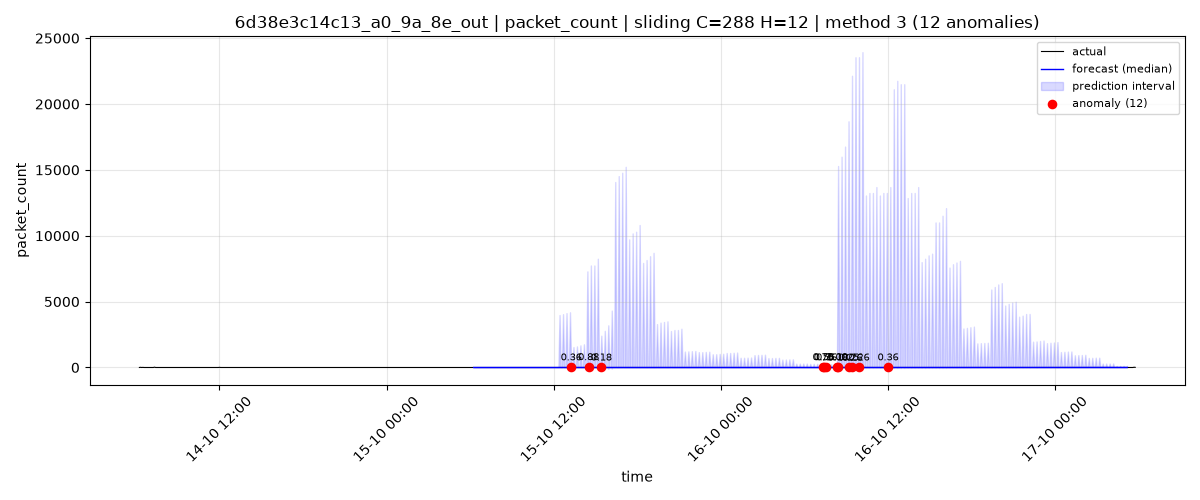 6d38e3c14c13_a0_9a_8e_out | packet_count | sliding C=288 H=12 | method 3 (12 anomalies)
actual
forecast (median)
prediction interval
anomaly (12)
packet_count
25000
20000
15000
10000
5000
0
0.36
0.18
0.36
14-10 12:00
15-10 00:00
15-10 12:00
16-10 00:00
16-10 12:00
17-10 00:00
time